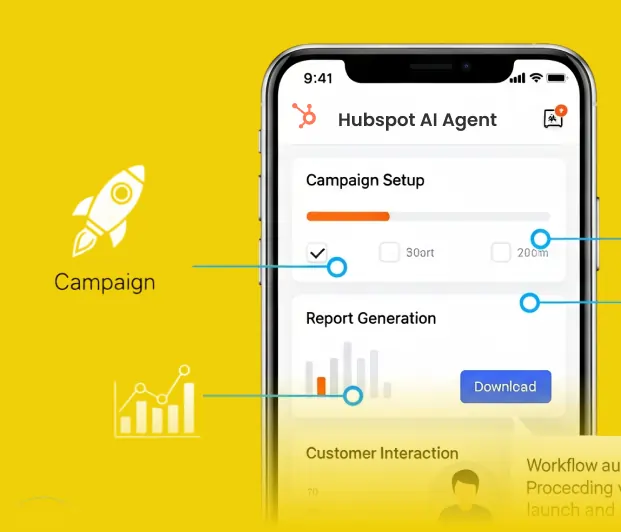 9:41
Hubspot AI Agent
Campaign Setup
30ort
200m
Campaign
Report Generation
Download
Customer Interaction
70
Workflow au
Procecding v
launch and